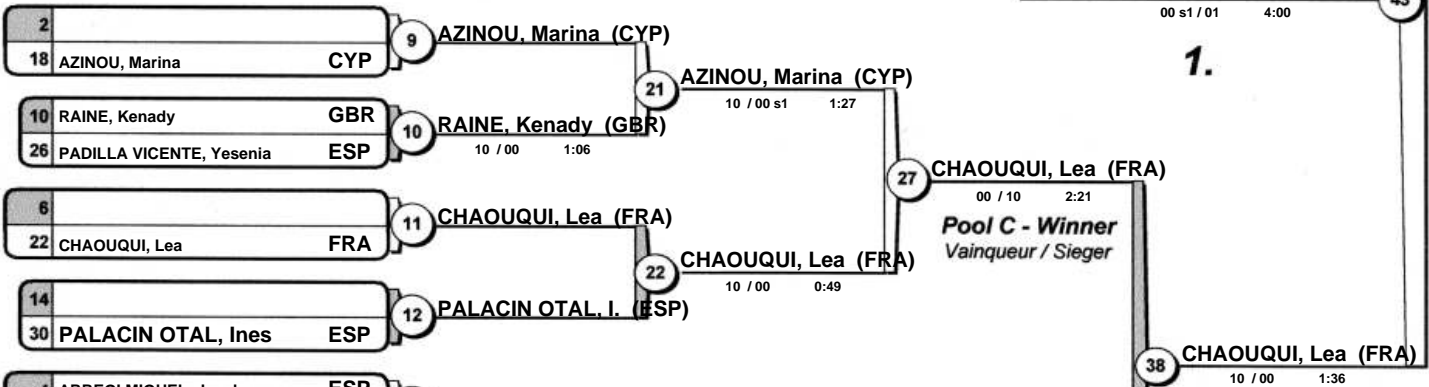 00 s1 / 01 4:00
1.
2
18 AZINOU, Marina CYP
9
AZINOU, Marina (CYP)
10 RAINE, Kenady GBR
26 PADILLA VICENTE, Yesenia ESP
10
RAINE, Kenady (GBR)
10 / 00 1:06
21
AZINOU, Marina (CYP)
10 / 00 s1 1:27
6
22 CHAOUQUI, Lea FRA
11
CHAOUQUI, Lea (FRA)
14
30 PALACIN OTAL, Ines ESP
12
PALACIN OTAL, I. (ESP)
22
CHAOUQUI, Lea (FRA)
10 / 00 0:49
27
CHAOUQUI, Lea (FRA)
00 / 10 2:21
Pool C - Winner
Vainqueur / Sieger
38
CHAOUQUI, Lea (FRA)
10 / 00 1:36
ESP